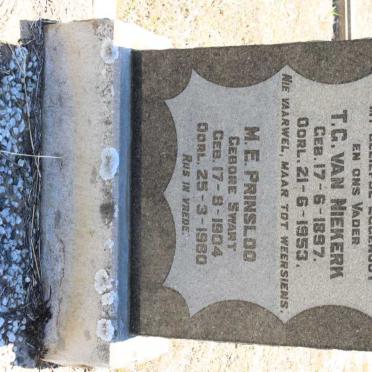 EN ONS VADER
T.C. VAN NIEKERK
GEB. 17-6-1897.
OORL. 21-6-1953.
NIE VAARWEL, MAAR TOT WEERSIENS.
M.E. PRINSLOO
GEBORE SWART
GEB. 17-8-1904
OORL. 25-3-1980
RUS IN VREDE.